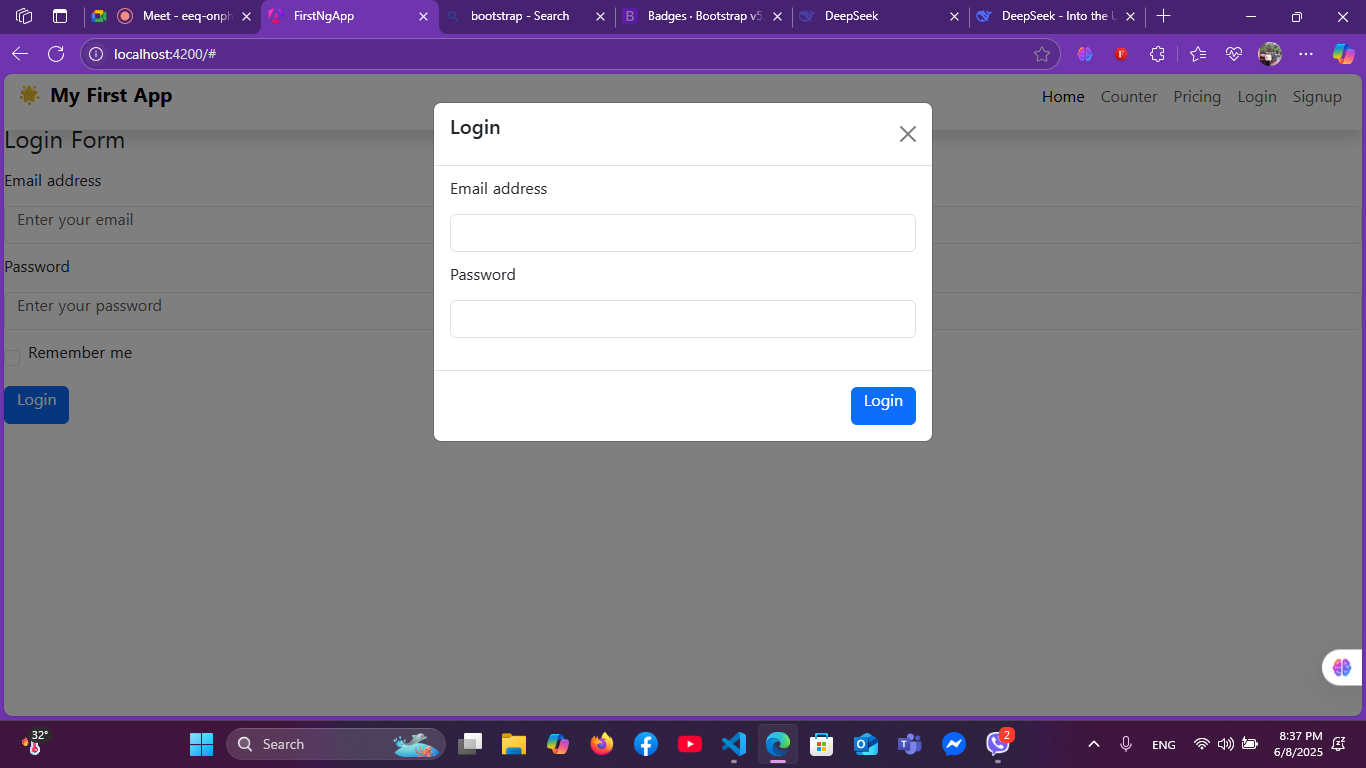 Meet - eeq-onph
FirstNgApp
bootstrap - Search
Badges · Bootstrap v5.
DeepSeek
DeepSeek - Into the U
localhost:4200/#
My First App
Home
Counter
Pricing
Login
Signup
Login Form
Email address
Enter your email
Password
Enter your password
Remember me
Login
Login
Email address
Password
Login
32°
Search
2
ENG
8:37 PM
6/8/2025